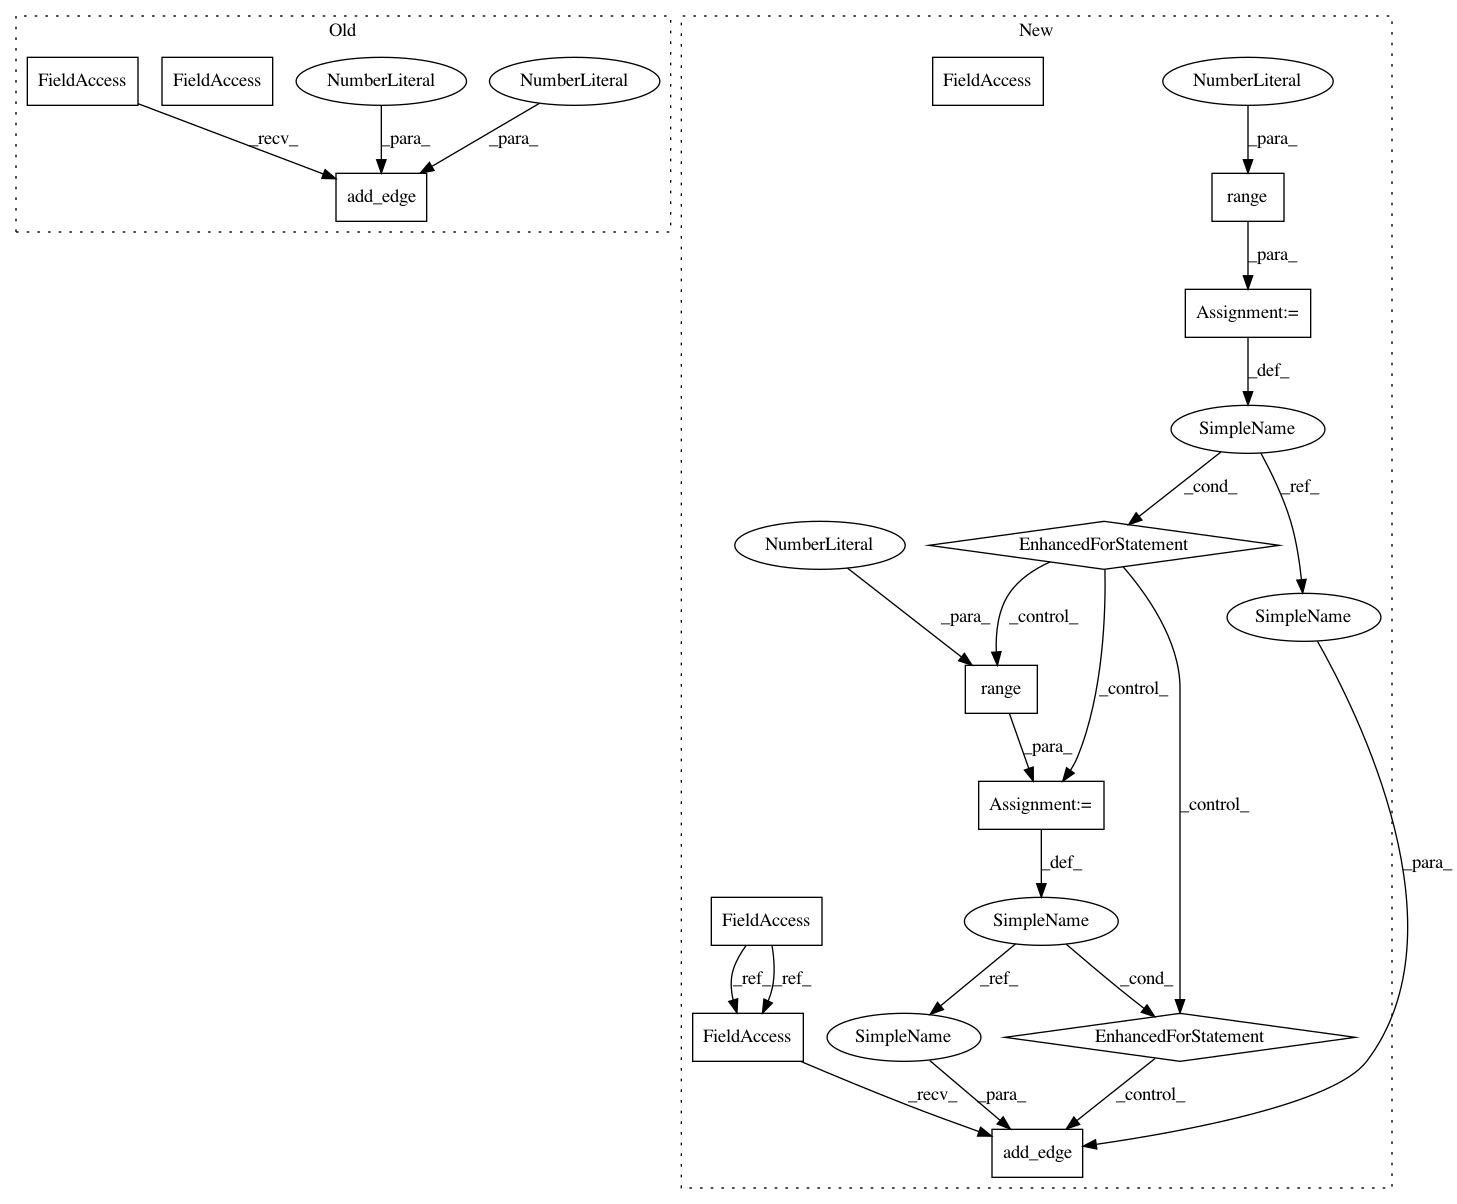 Old
New
FieldAccess
FieldAccess
NumberLiteral
NumberLiteral
FieldAccess
NumberLiteral
_recv_
_para_
_para_
_para_
add_edge
range
_para_
Assignment:=
_def_
SimpleName
_cond_
_ref_
NumberLiteral
EnhancedForStatement
_para_
_control_
SimpleName
range
_control_
_para_
Assignment:=
_control_
_def_
_para_
FieldAccess
SimpleName
_ref_
_ref_
_ref_
_cond_
FieldAccess
SimpleName
EnhancedForStatement
_recv_
_para_
_control_
add_edge